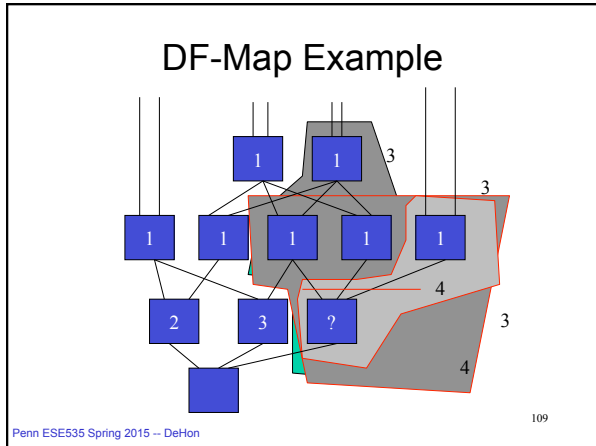 DF-Map Example
1 1 3
3
1 1 1 1 1
4
2 3 ? 3
4
109
Penn ESE535 Spring 2015 -- DeHon